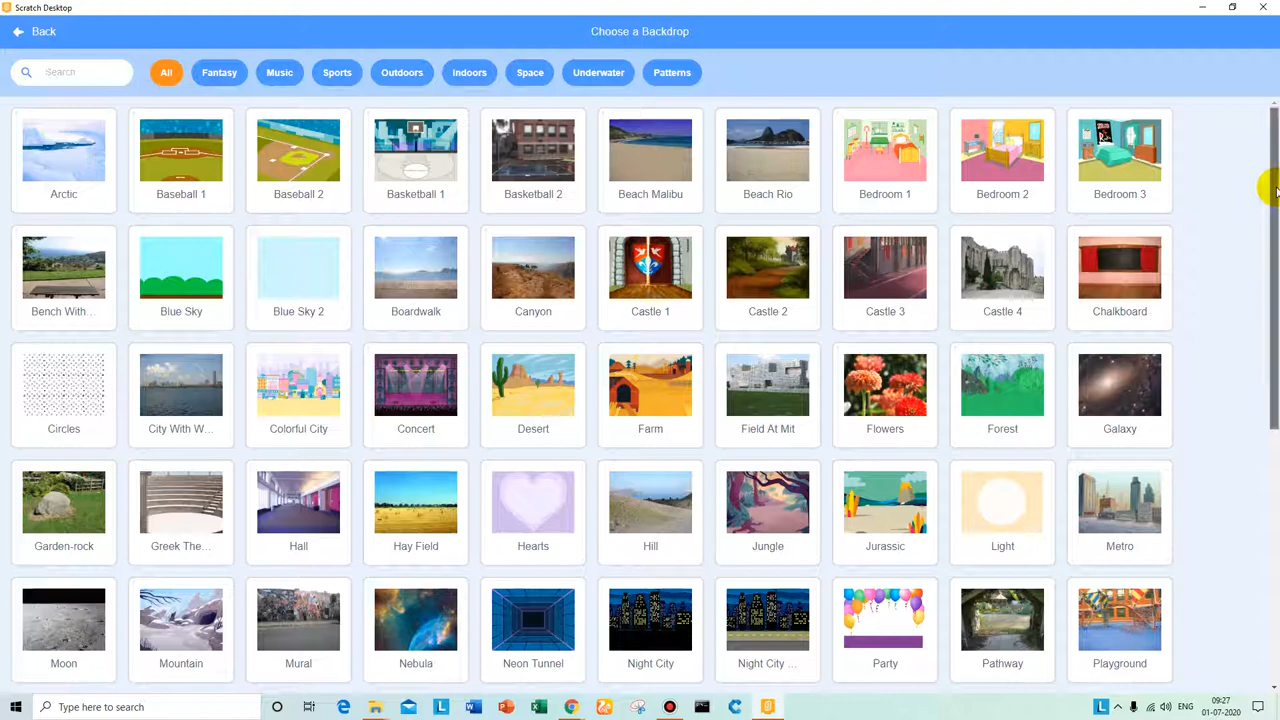 Scratch Desktop
Back
Choose a Backdrop
Search
All
Fantasy
Music
Sports
Outdoors
Indoors
Space
Underwater
Patterns
Arctic
Baseball 1
Baseball 2
Basketball 1
Basketball 2
Beach Malibu
Beach Rio
Bedroom 1
Bedroom 2
Bedroom 3
Bench With...
Blue Sky
Blue Sky 2
Boardwalk
Canyon
Castle 1
Castle 2
Castle 3
Castle 4
Chalkboard
Circles
City With W...
Colorful City
Concert
Desert
Farm
Field At Mit
Flowers
Forest
Galaxy
Garden-rock
Greek The...
Hall
Hay Field
Hearts
Hill
Jungle
Jurassic
Light
Metro
Moon
Mountain
Mural
Nebula
Neon Tunnel
Night City
Night City ...
Party
Pathway
Playground
Type here to search
ENG
09:27
01-07-2020